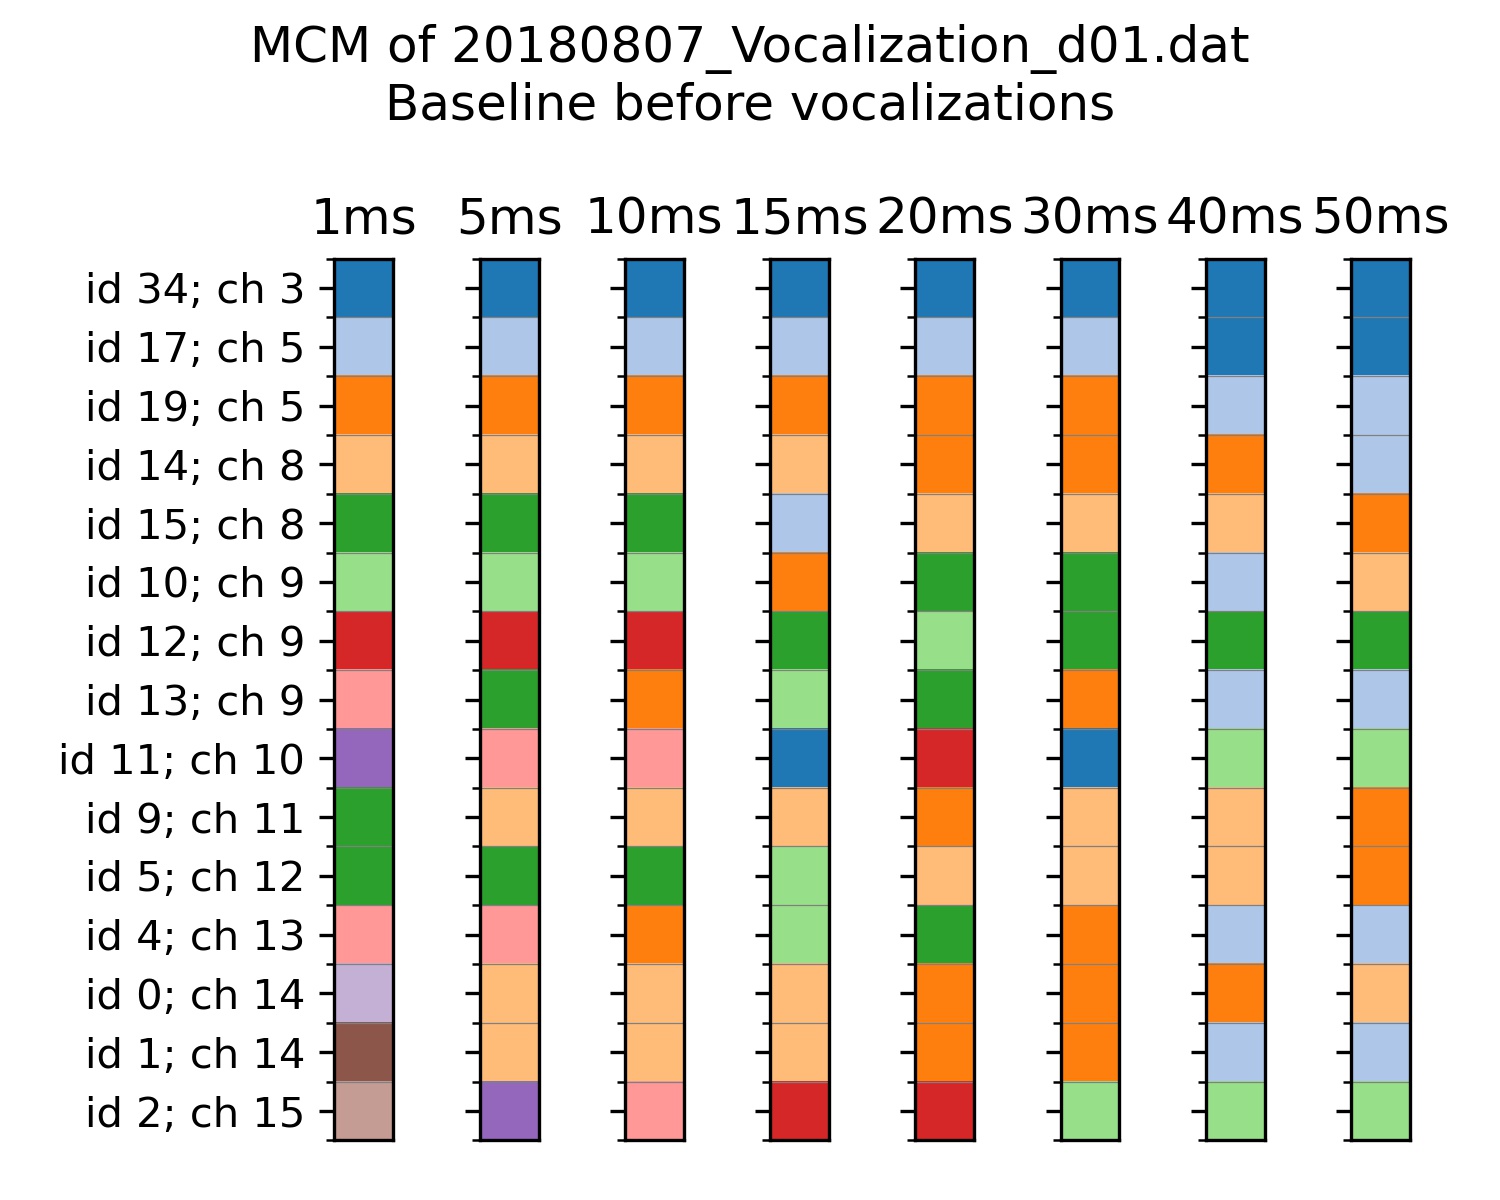 MCM of 20180807_Vocalization_d01.dat
Baseline before vocalizations
1ms 5ms 10ms 15ms 20ms 30ms 40ms 50ms
id 34; ch 3
id 17; ch 5
id 19; ch 5
id 14; ch 8
id 15; ch 8
id 10; ch 9
id 12; ch 9
id 13; ch 9
id 11; ch 10
id 9; ch 11
id 5; ch 12
id 4; ch 13
id 0; ch 14
id 1; ch 14
id 2; ch 15